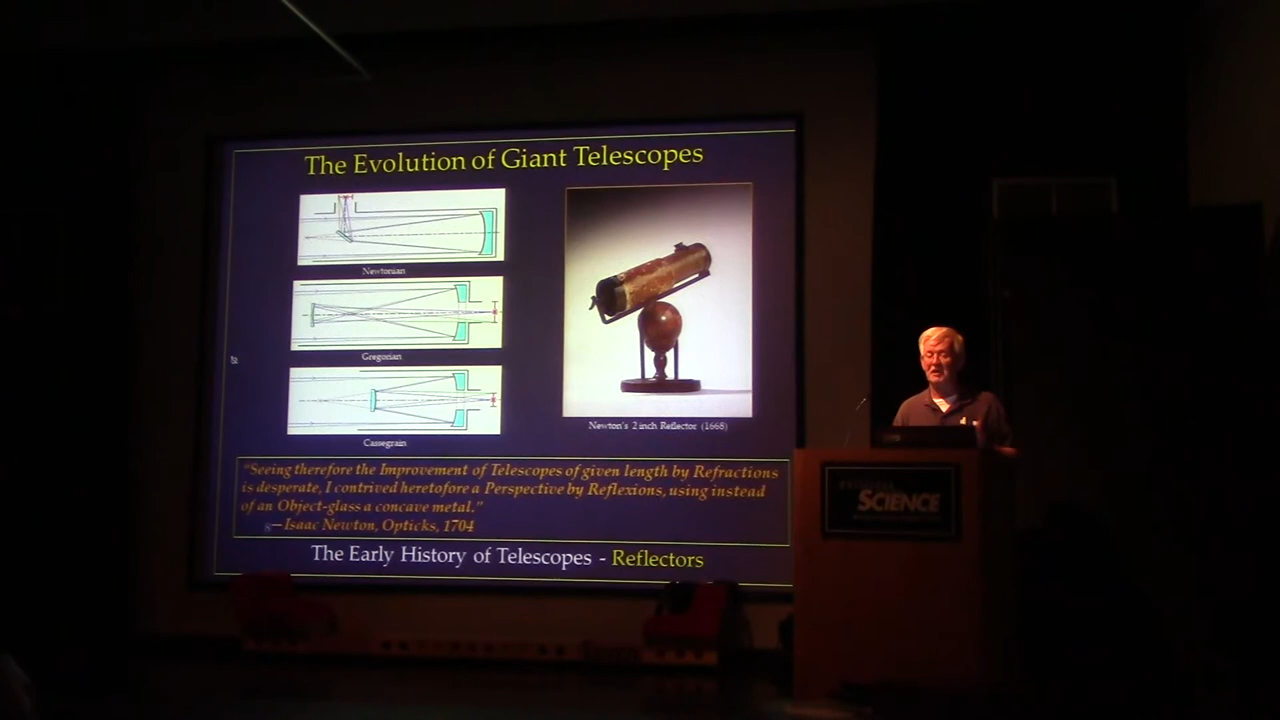 The Evolution of Giant Telescopes
Newtonian
Gregorian
Cassegrain
Newton's 2 inch Reflector (1668)
"Seeing therefore the Improvement of Telescopes of given length by Refractions
is desperate, I contrived heretofore a Perspective by Reflexions, using instead
of an Object-glass a concave metal."
— Isaac Newton, Opticks, 1704
The Early History of Telescopes - Reflectors
SCIENCE